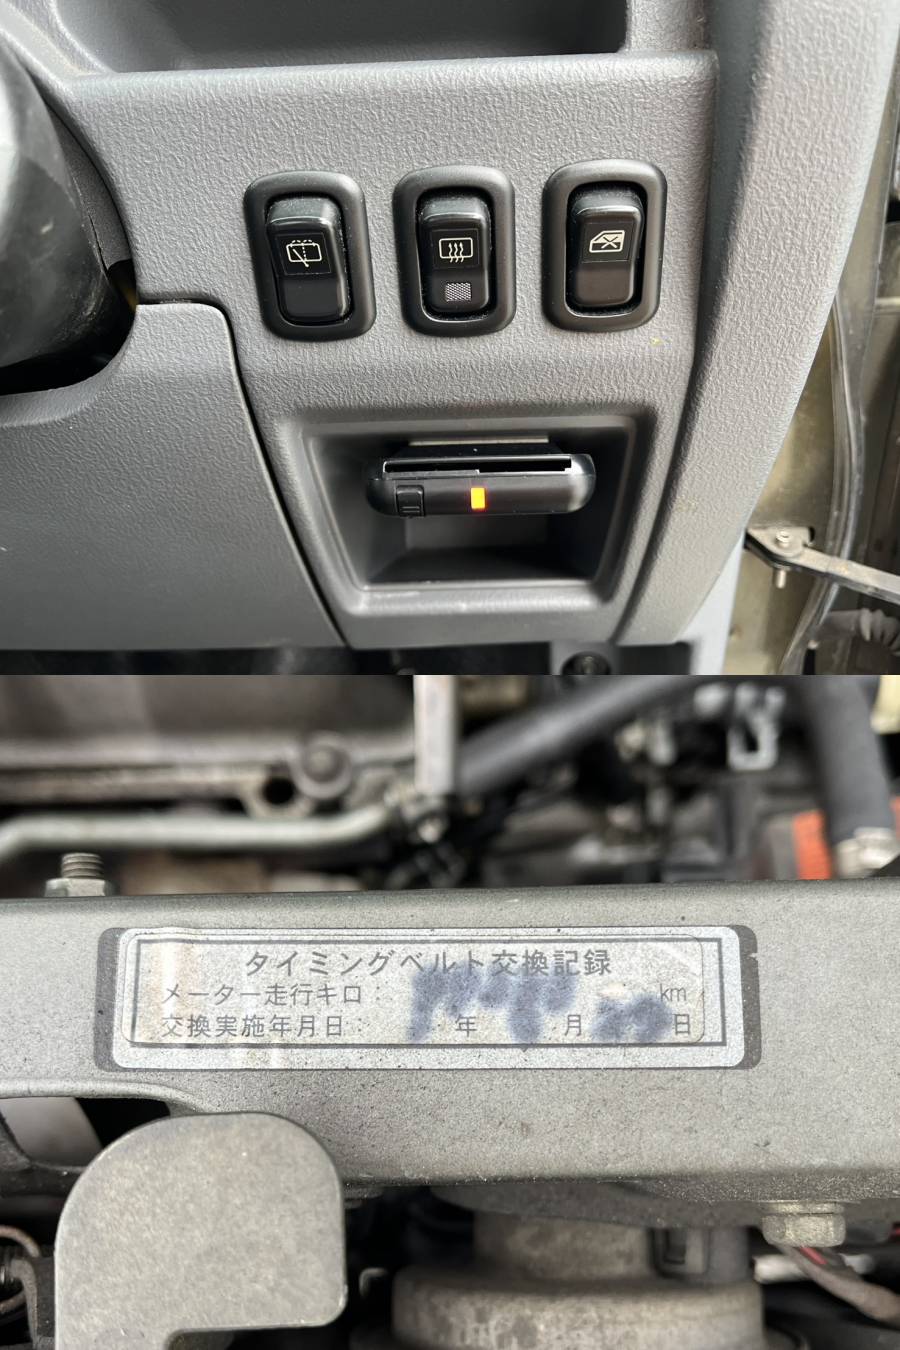 タイミングベルト交換記録
メーター走行キロ： km
交換実施年月日： 年 月 日